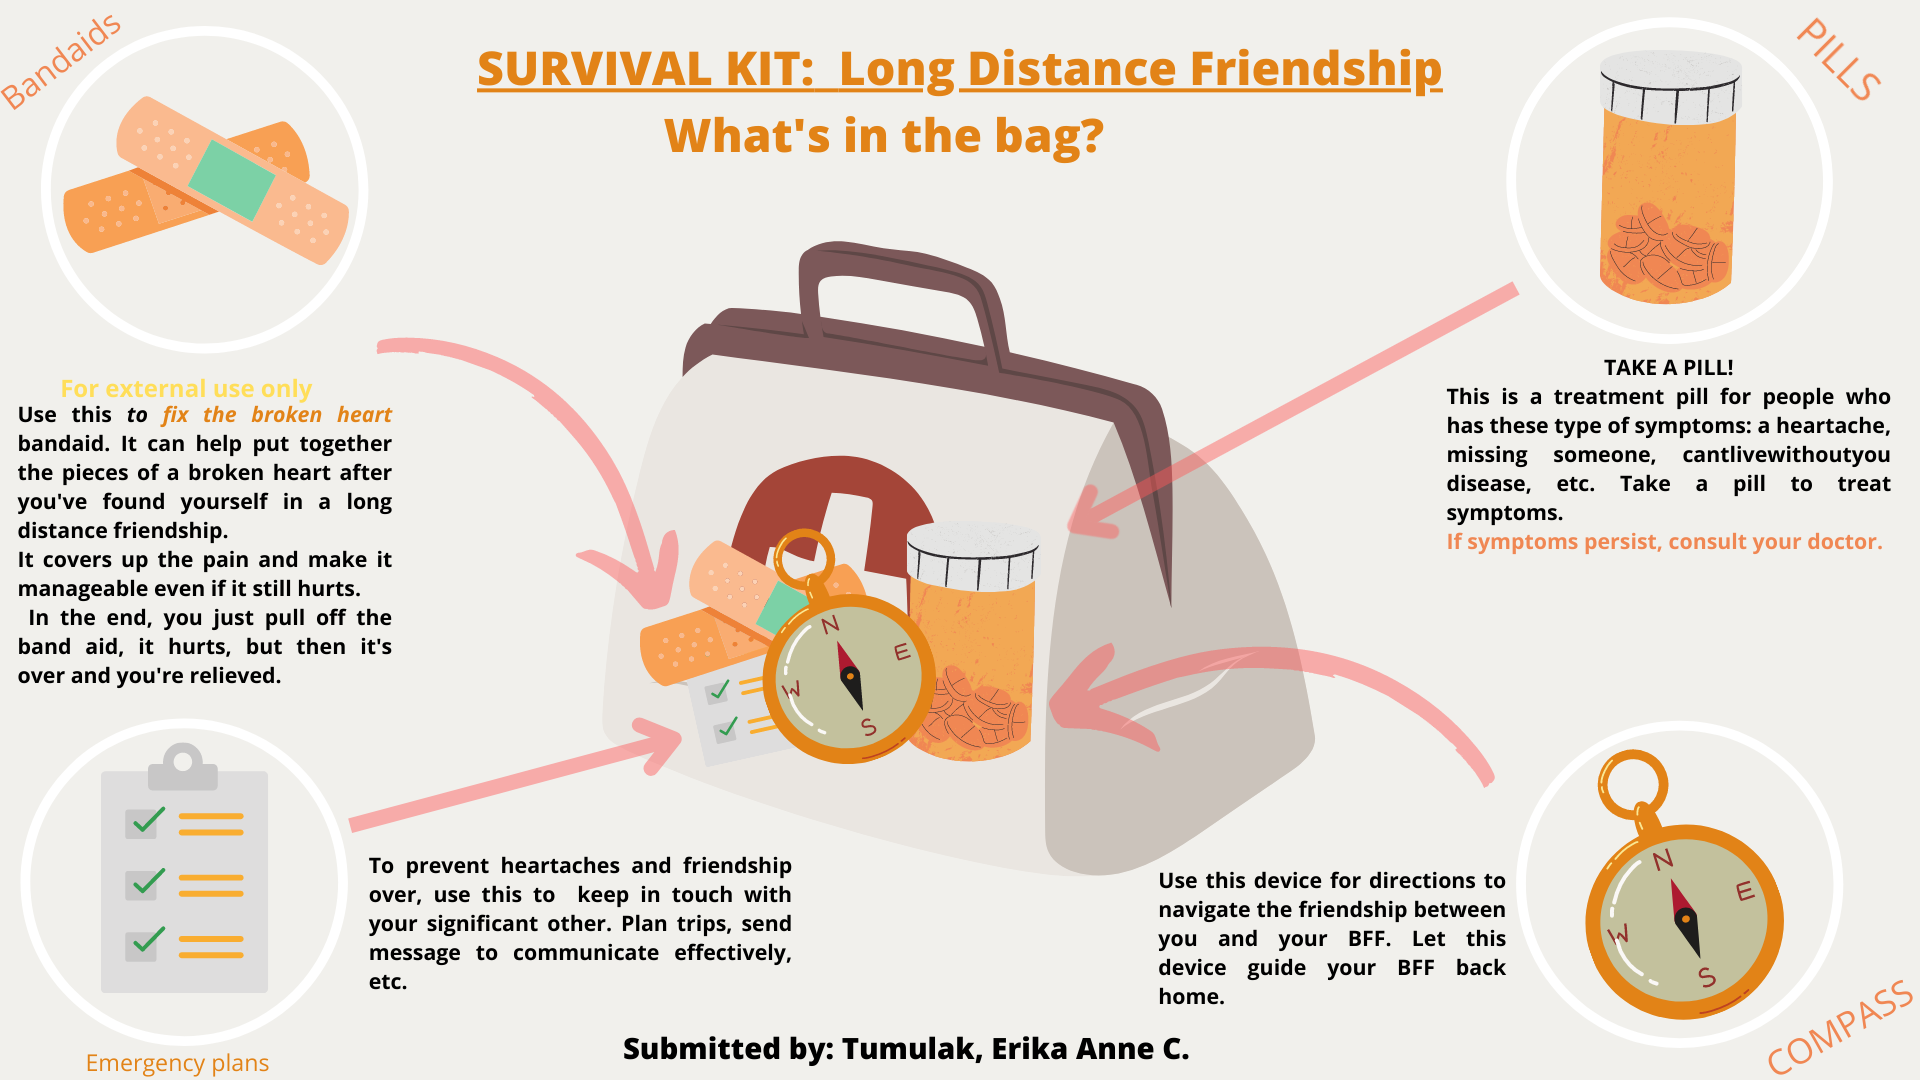 SURVIVAL KIT:  Long Distance Friendship
What's in the bag?
Bandaids
For external use only
Use this to fix the broken heart
bandaid. It can help put together
the pieces of a broken heart after
you've found yourself in a long
distance friendship.
It covers up the pain and make it
manageable even if it still hurts.
In the end, you just pull off the
band aid, it hurts, but then it's
over and you're relieved.
PILLS
TAKE A PILL!
This is a treatment pill for people who
has these type of symptoms: a heartache,
missing someone, cantlivewithoutyou
disease, etc. Take a pill to treat
symptoms.
If symptoms persist, consult your doctor.
N
E
W
S
To prevent heartaches and friendship
over, use this to  keep in touch with
your significant other. Plan trips, send
message to communicate effectively,
etc.
Emergency plans
Use this device for directions to
navigate the friendship between
you and your BFF. Let this
device guide your BFF back
home.
N
E
W
S
COMPASS
Submitted by: Tumulak, Erika Anne C.